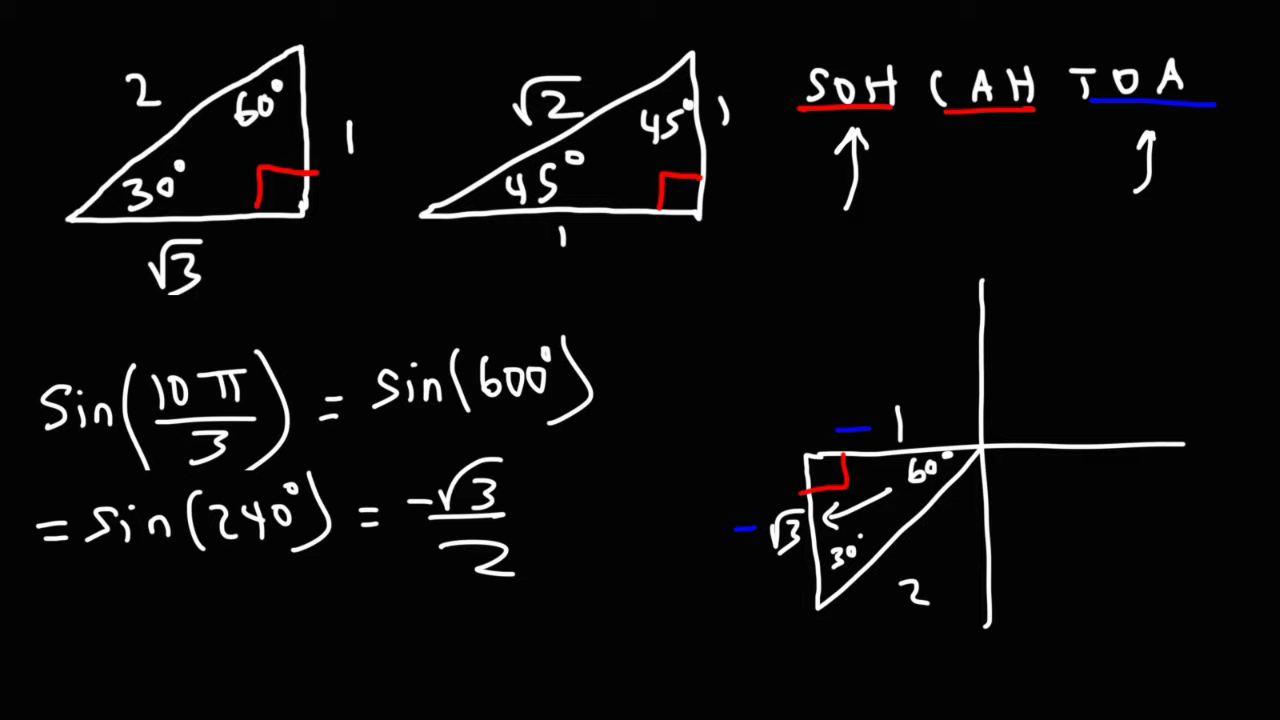 2 60° 1 30° √3
√2 45° 1 45° 1
SOH CAH TOA
Sin(10π/3) = sin(600°)
= sin(240°) = -√3/2
- 1
60°
- √3
30°
2